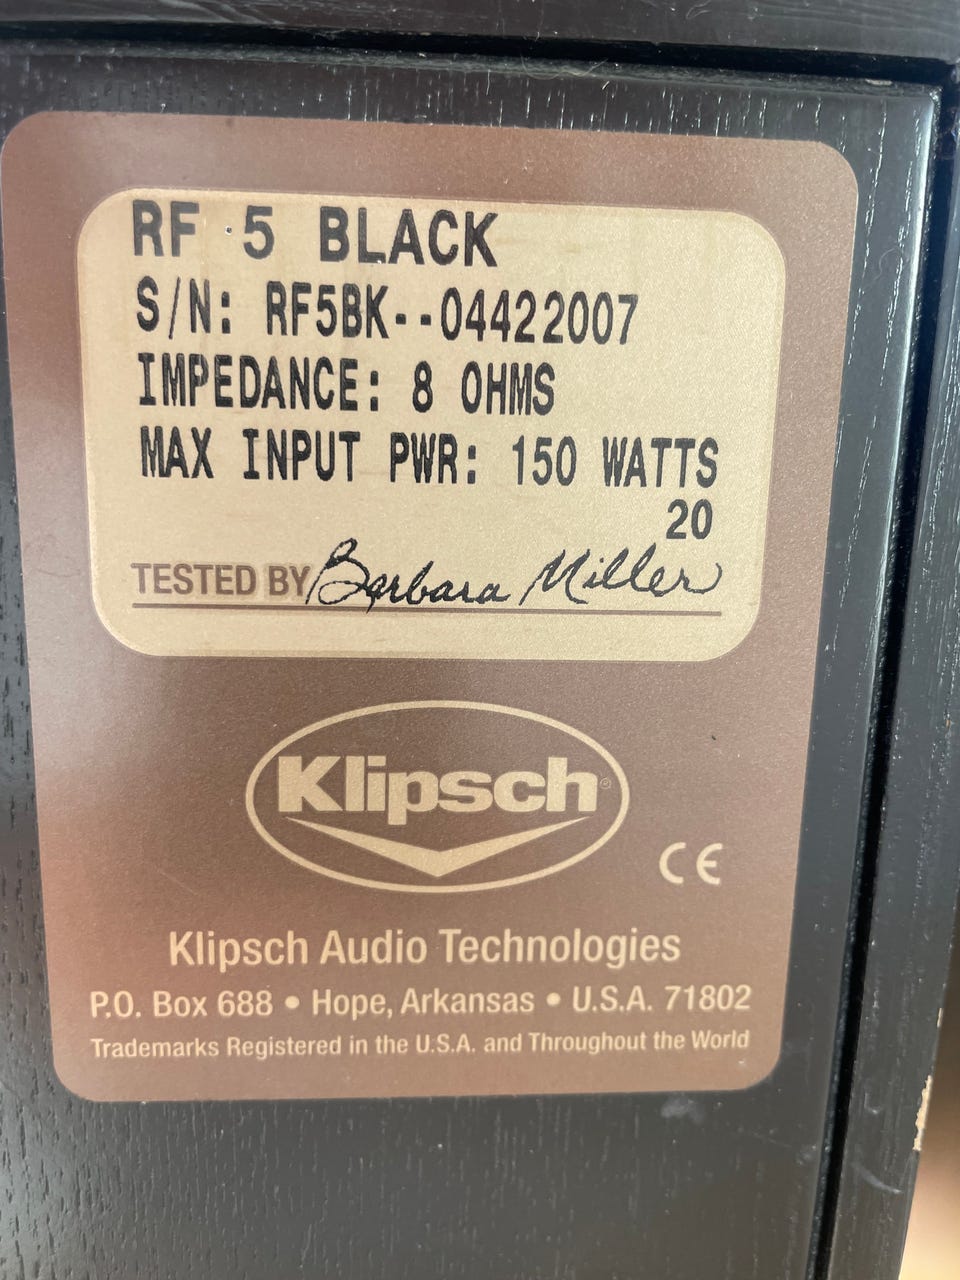 RF 5 BLACK
S/N: RF5BK--04422007
IMPEDANCE: 8 OHMS
MAX INPUT PWR: 150 WATTS
20
TESTED BY Barbara Miller
Klipsch®
CE
Klipsch Audio Technologies
P.O. Box 688 • Hope, Arkansas • U.S.A. 71802
Trademarks Registered in the U.S.A. and Throughout the World